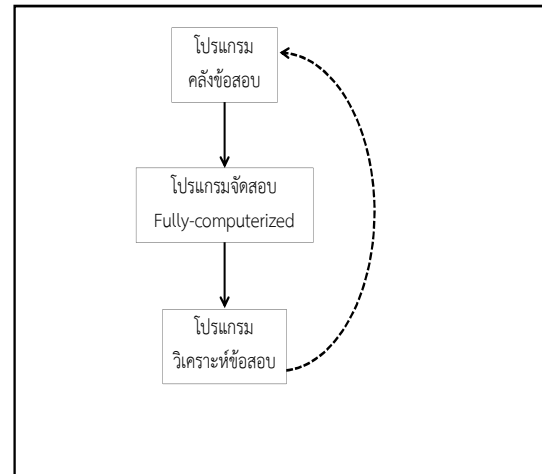 โปรแกรม
คลังข้อสอบ
โปรแกรมจัดสอบ
Fully-computerized
โปรแกรม
วิเคราะห์ข้อสอบ